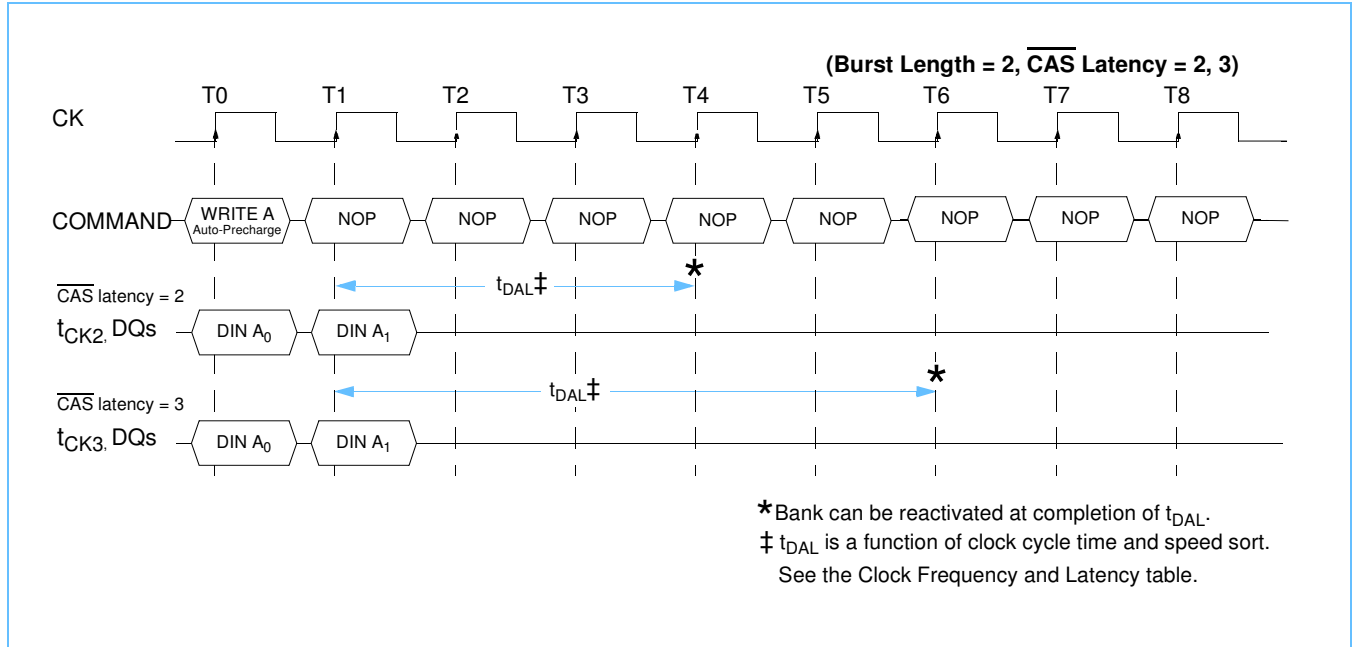 (Burst Length = 2, CAS Latency = 2, 3)
T0 T1 T2 T3 T4 T5 T6 T7 T8
CK
COMMAND WRITE A NOP NOP NOP NOP NOP NOP NOP NOP
Auto-Precharge
*
tDAL‡
CAS latency = 2
tCK2, DQs DIN A0 DIN A1
*
tDAL‡
CAS latency = 3
tCK3, DQs DIN A0 DIN A1
*Bank can be reactivated at completion of tDAL.
‡ tDAL is a function of clock cycle time and speed sort.
See the Clock Frequency and Latency table.